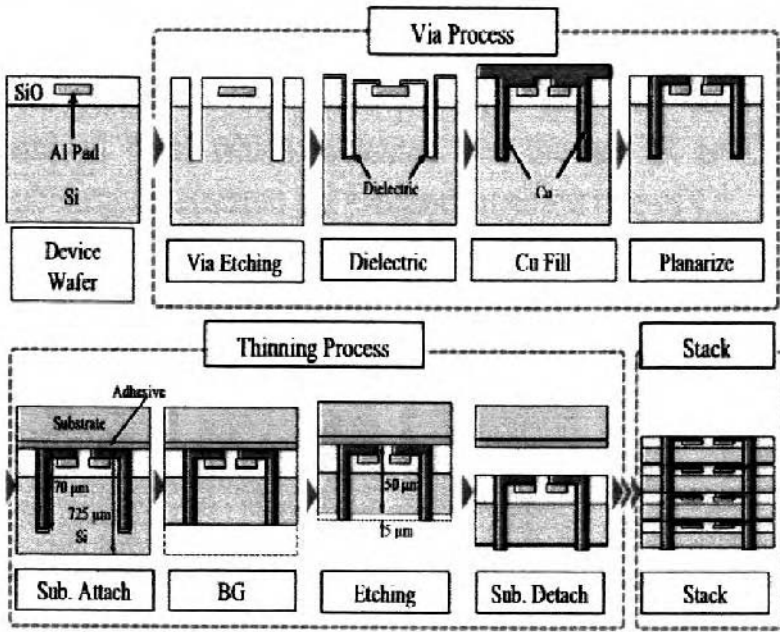 Via Process
SiO
Al Pad
Si
Dielectric
Cu
Device
Wafer
Via Etching
Dielectric
Cu Fill
Planarize
Thinning Process
Stack
Adhesive
Substrate
70 μm
725 μm
Si
50 μm
15 μm
Sub. Attach
BG
Etching
Sub. Detach
Stack